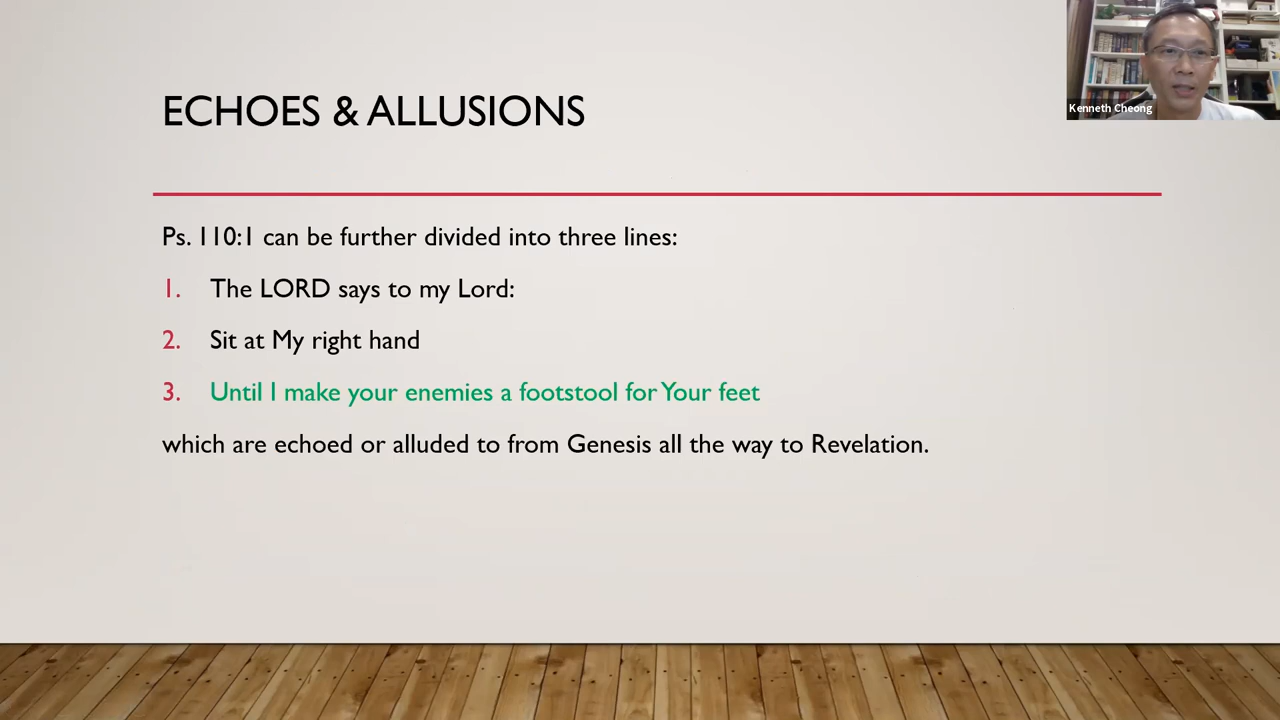 ECHOES & ALLUSIONS
Kenneth Cheong
Ps. 110:1 can be further divided into three lines:
1. The LORD says to my Lord:
2. Sit at My right hand
3. Until I make your enemies a footstool for Your feet
which are echoed or alluded to from Genesis all the way to Revelation.